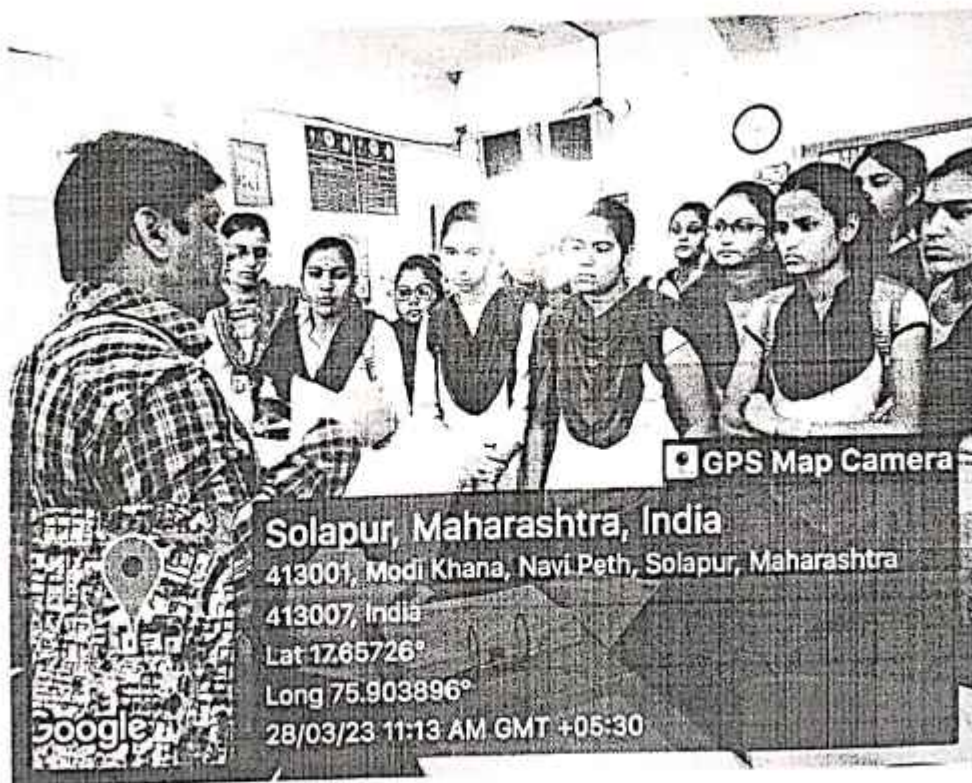 GPS Map Camera
Solapur, Maharashtra, India
413001, Modi Khana, Navi Peth, Solapur, Maharashtra
413007, India
Lat 17.65726°
Long 75.903896°
28/03/23 11:13 AM GMT +05:30
Google